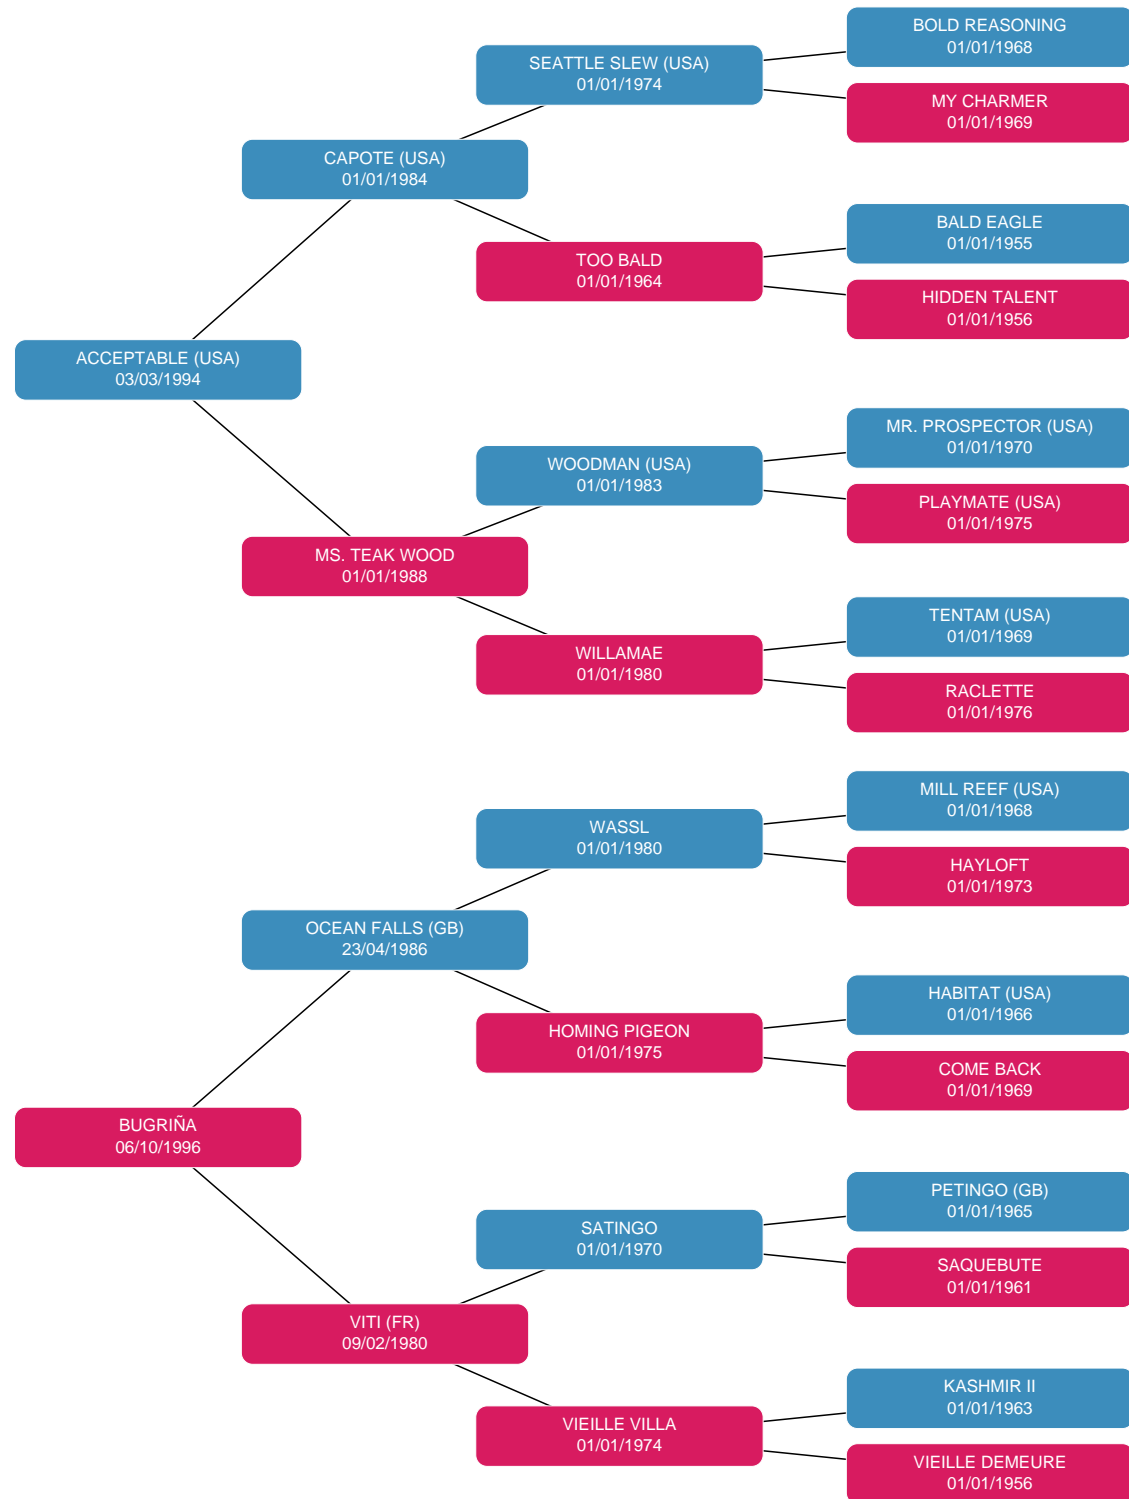 BOLD REASONING
01/01/1968
SEATTLE SLEW (USA)
01/01/1974
MY CHARMER
01/01/1969
CAPOTE (USA)
01/01/1984
BALD EAGLE
01/01/1955
TOO BALD
01/01/1964
HIDDEN TALENT
01/01/1956
ACCEPTABLE (USA)
03/03/1994
MR. PROSPECTOR (USA)
01/01/1970
WOODMAN (USA)
01/01/1983
PLAYMATE (USA)
01/01/1975
MS. TEAK WOOD
01/01/1988
TENTAM (USA)
01/01/1969
WILLAMAE
01/01/1980
RACLETTE
01/01/1976
MILL REEF (USA)
01/01/1968
WASSL
01/01/1980
HAYLOFT
01/01/1973
OCEAN FALLS (GB)
23/04/1986
HABITAT (USA)
01/01/1966
HOMING PIGEON
01/01/1975
COME BACK
01/01/1969
BUGRIÑA
06/10/1996
PETINGO (GB)
01/01/1965
SATINGO
01/01/1970
SAQUEBUTE
01/01/1961
VITI (FR)
09/02/1980
KASHMIR II
01/01/1963
VIEILLE VILLA
01/01/1974
VIEILLE DEMEURE
01/01/1956